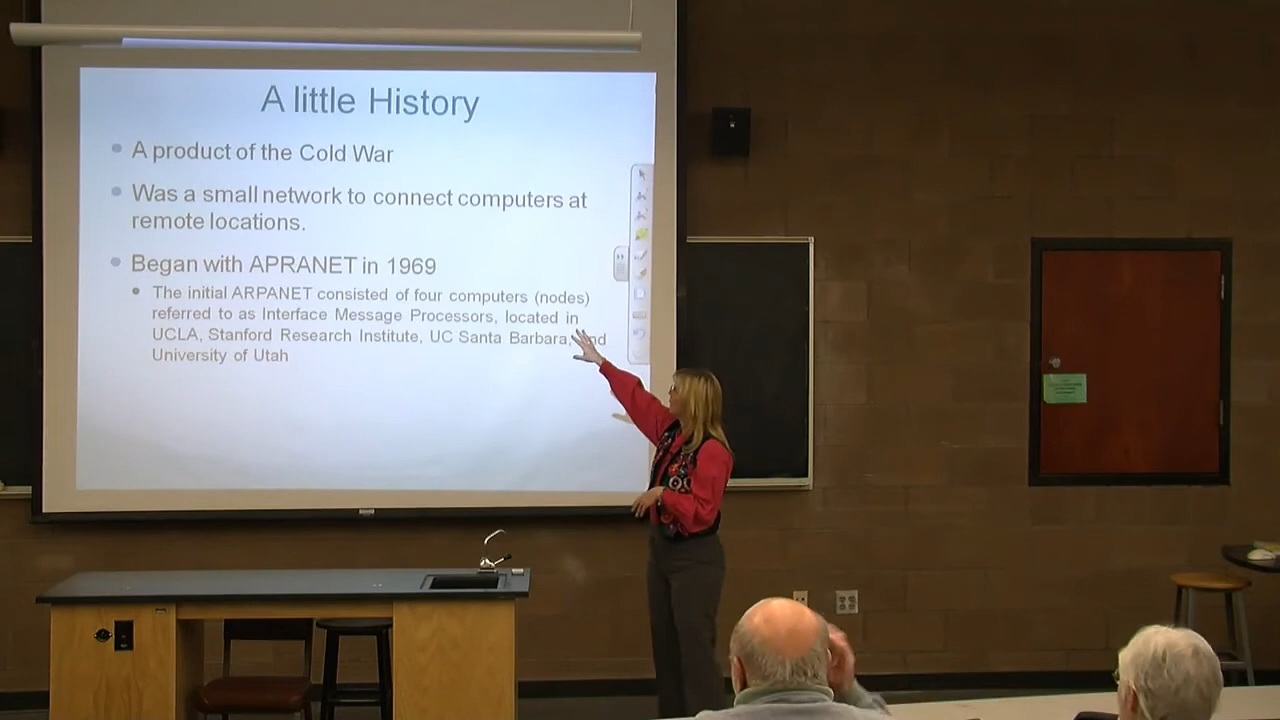 A little History
A product of the Cold War
Was a small network to connect computers at
remote locations.
Began with APRANET in 1969
The initial ARPANET consisted of four computers (nodes)
referred to as Interface Message Processors, located in
UCLA, Stanford Research Institute, UC Santa Barbara, and
University of Utah